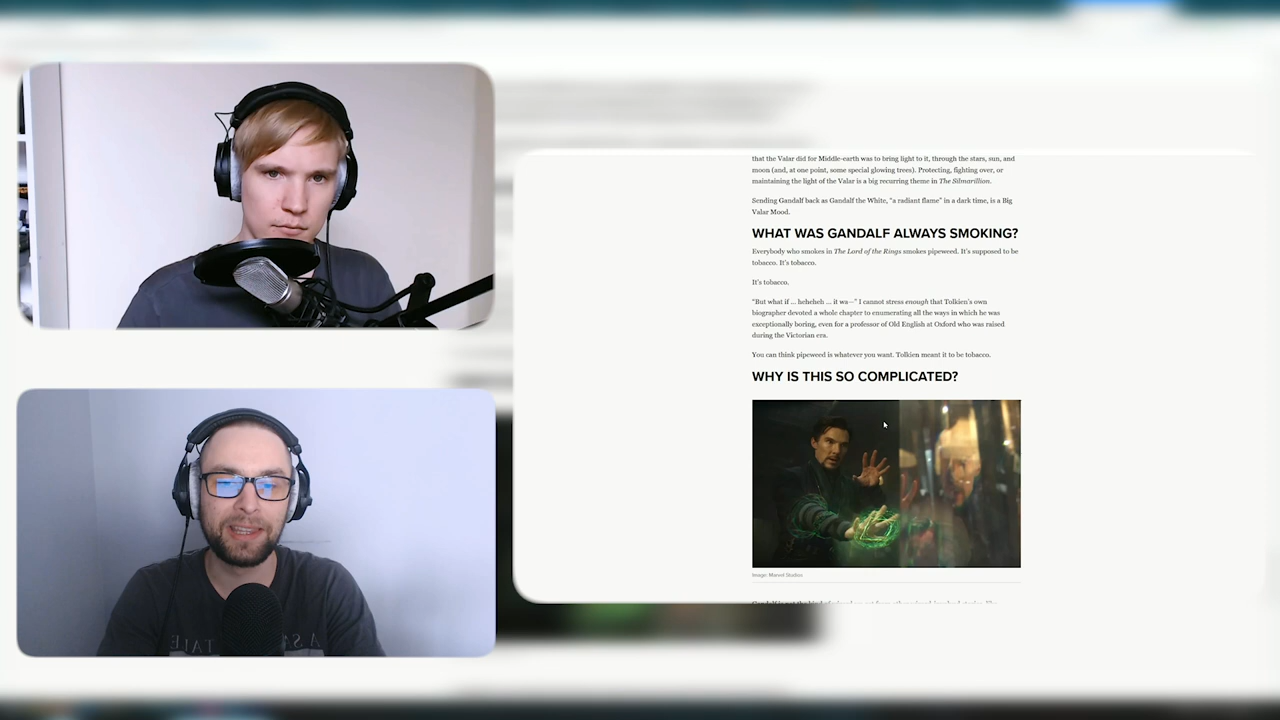 that the Valar did for Middle-earth was to bring light to it, through the stars, sun, and
moon (and, at one point, some special glowing trees). Protecting, fighting over, or
maintaining the light of the Valar is a big recurring theme in The Silmarillion.
Sending Gandalf back as Gandalf the White, “a radiant flame” in a dark time, is a Big
Valar Mood.
WHAT WAS GANDALF ALWAYS SMOKING?
Everybody who smokes in The Lord of the Rings smokes pipeweed. It’s supposed to be
tobacco. It’s tobacco.
It’s tobacco.
“But what if ... heheheh ... it wa—” I cannot stress enough that Tolkien’s own
biographer devoted a whole chapter to enumerating all the ways in which he was
exceptionally boring, even for a professor of Old English at Oxford who was raised
during the Victorian era.
You can think pipeweed is whatever you want. Tolkien meant it to be tobacco.
WHY IS THIS SO COMPLICATED?
Image: Marvel Studios